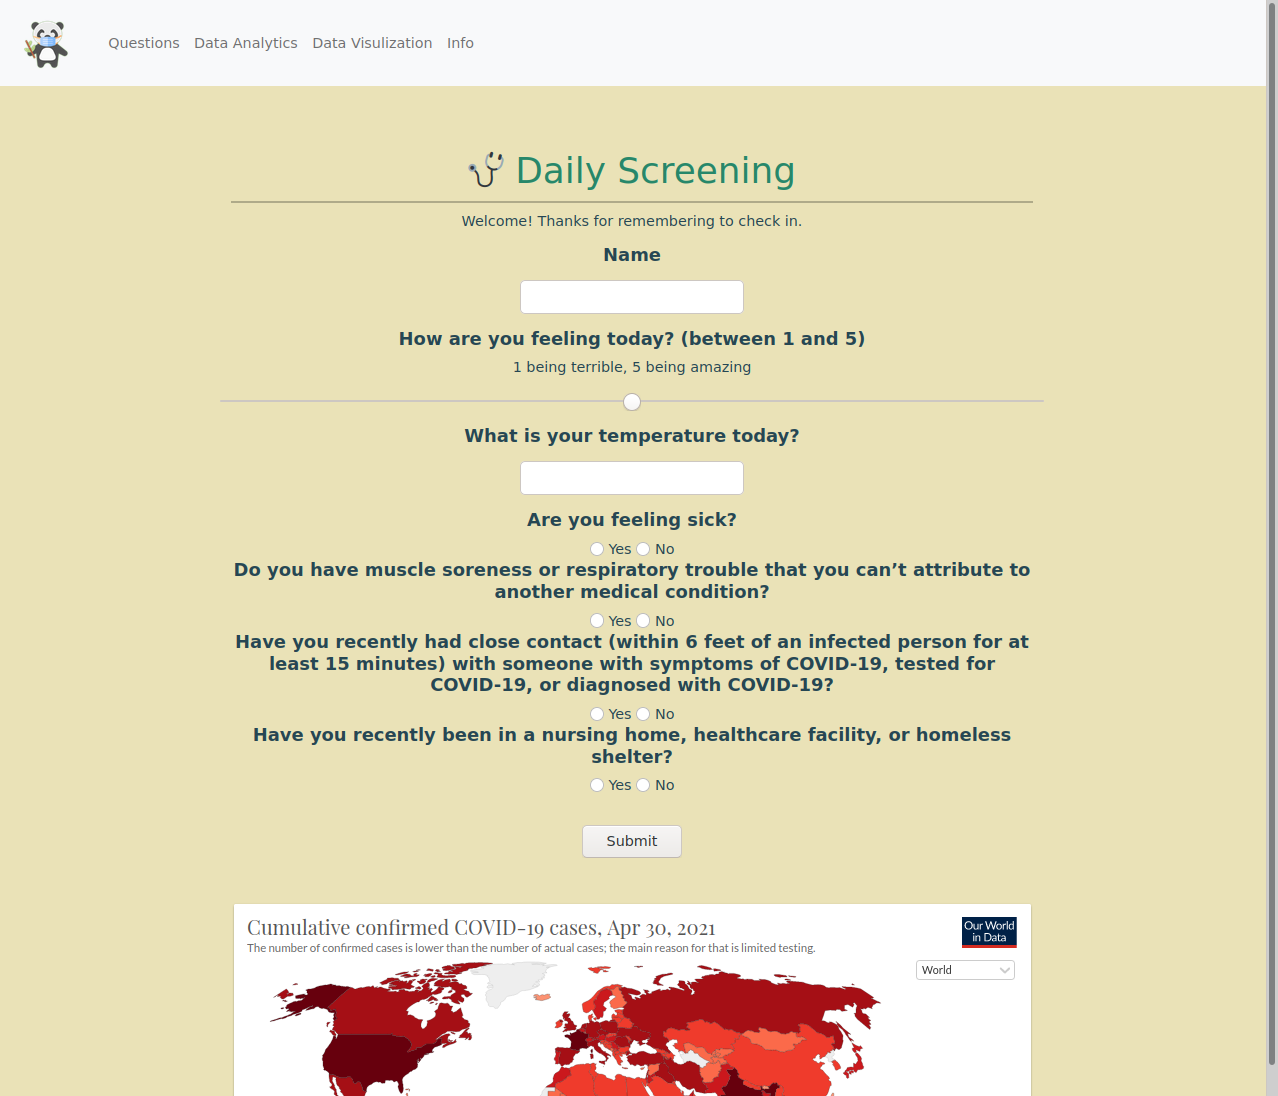 Questions Data Analytics Data Visulization Info
Daily Screening
Welcome! Thanks for remembering to check in.
Name
How are you feeling today? (between 1 and 5)
1 being terrible, 5 being amazing
What is your temperature today?
Are you feeling sick?
Yes No
Do you have muscle soreness or respiratory trouble that you can’t attribute to
another medical condition?
Yes No
Have you recently had close contact (within 6 feet of an infected person for at
least 15 minutes) with someone with symptoms of COVID-19, tested for
COVID-19, or diagnosed with COVID-19?
Yes No
Have you recently been in a nursing home, healthcare facility, or homeless
shelter?
Yes No
Submit
Cumulative confirmed COVID-19 cases, Apr 30, 2021
The number of confirmed cases is lower than the number of actual cases; the main reason for that is limited testing.
Our World
in Data
World